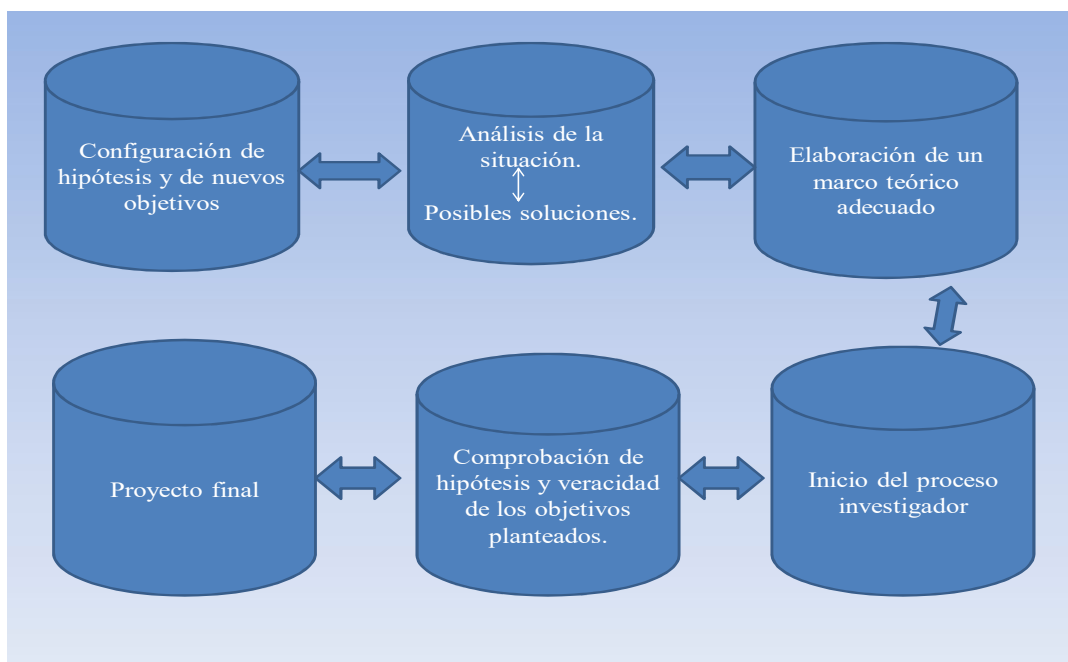 Configuración de
hipótesis y de nuevos
objetivos
Análisis de la
situación.
Posibles soluciones.
Elaboración de un
marco teórico
adecuado
Proyecto final
Comprobación de
hipótesis y veracidad
de los objetivos
planteados.
Inicio del proceso
investigador